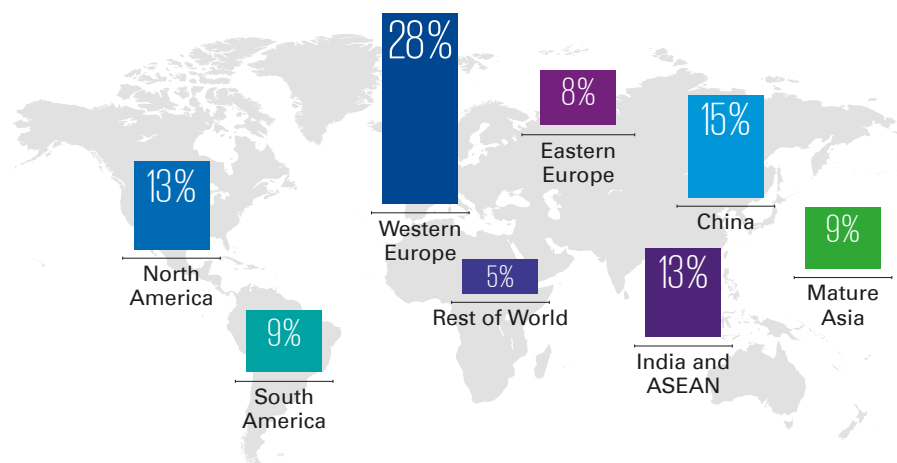 28%
Western
Europe
8%
Eastern
Europe
15%
China
13%
North
America
9%
Mature
Asia
5%
Rest of World
13%
India and
ASEAN
9%
South
America